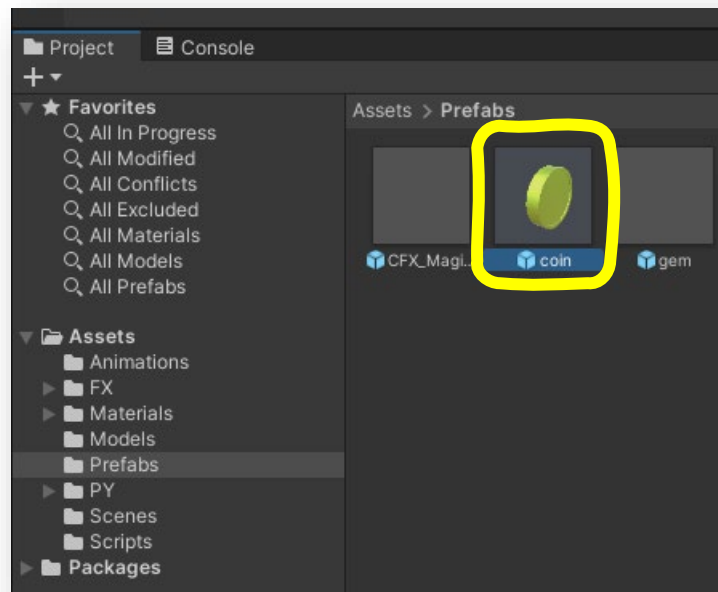 Project
Console
Favorites
All In Progress
All Modified
All Conflicts
All Excluded
All Materials
All Models
All Prefabs
Assets
Animations
FX
Materials
Models
Prefabs
PY
Scenes
Scripts
Packages
Assets > Prefabs
CFX_Magi...
coin
gem